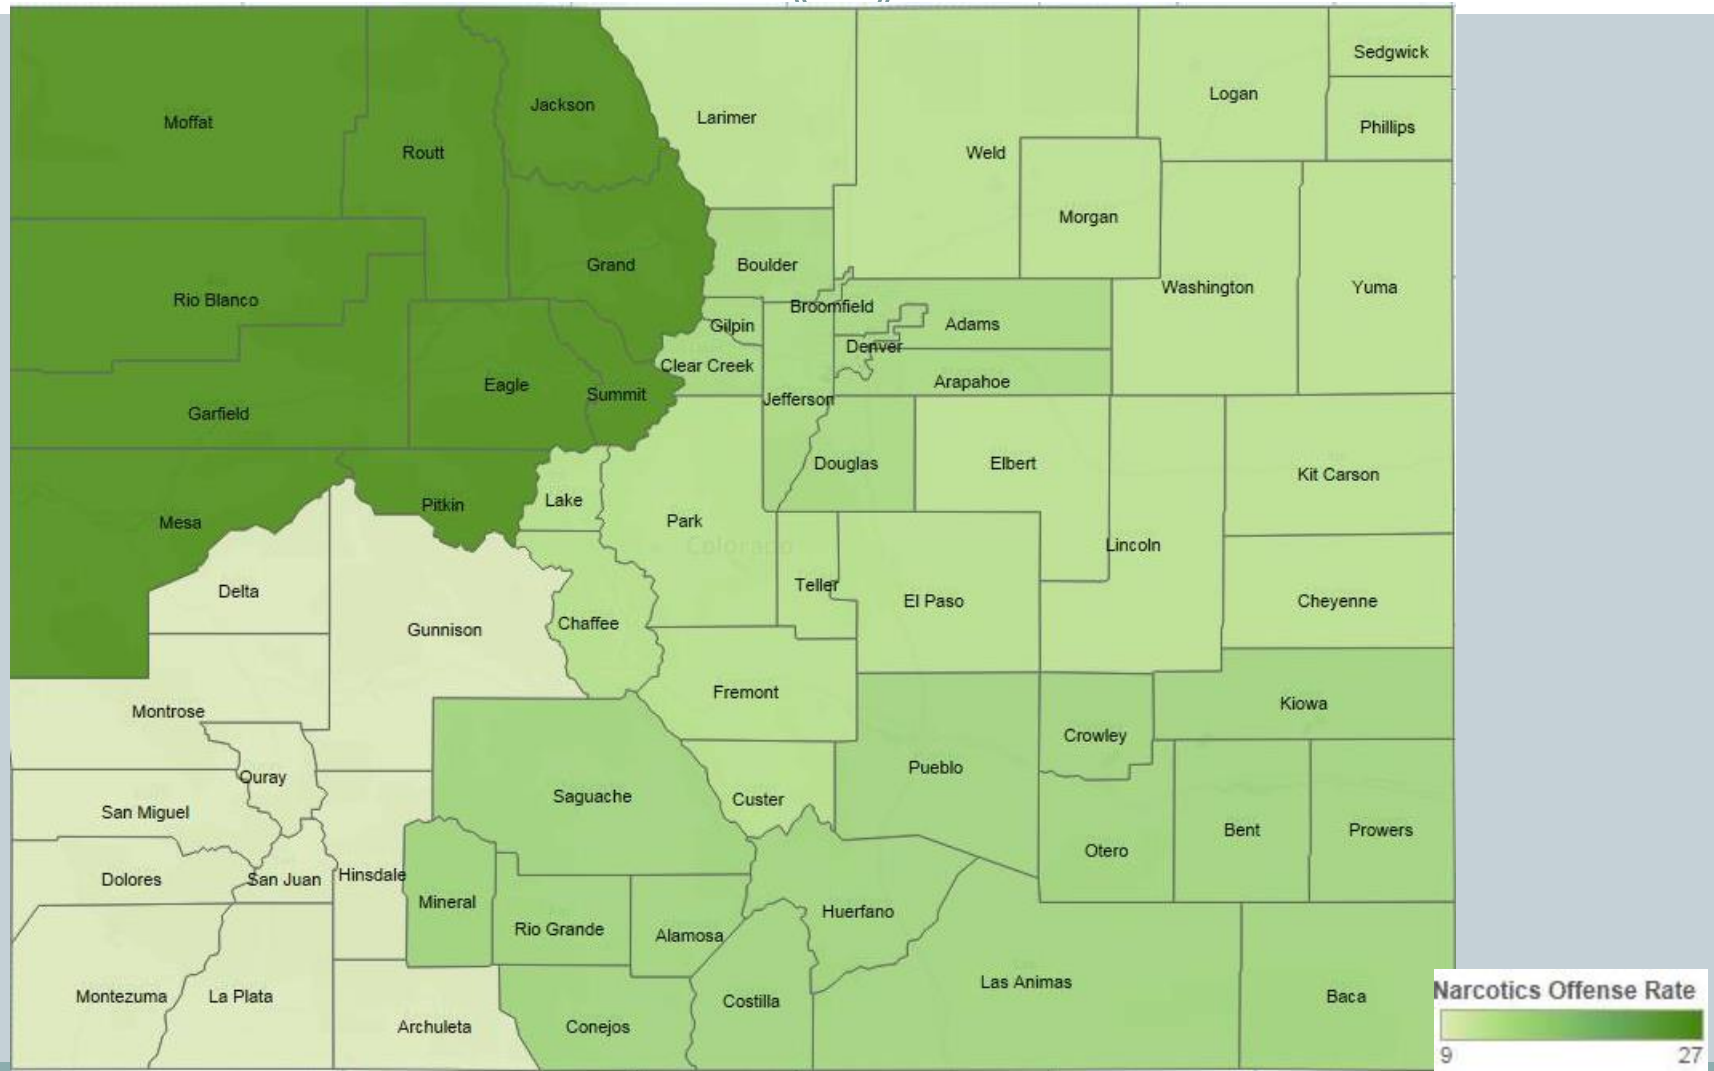 Sedgwick
Logan
Jackson
Larimer
Moffat
Phillips
Routt
Weld
Morgan
Grand
Boulder
Washington
Yuma
Rio Blanco
Broomfield
Gilpin
Adams
Denver
Clear Creek
Arapahoe
Eagle
Summit
Jefferson
Garfield
Douglas
Elbert
Kit Carson
Lake
Pitkin
Mesa
Park
Colorado
Lincoln
Teller
Delta
El Paso
Cheyenne
Chaffee
Gunnison
Fremont
Kiowa
Montrose
Crowley
Pueblo
Ouray
Saguache
Custer
San Miguel
Bent
Prowers
Otero
Hinsdale
Dolores
San Juan
Mineral
Huerfano
Rio Grande
Alamosa
Las Animas
Montezuma
La Plata
Costilla
Baca
Archuleta
Conejos
Narcotics Offense Rate
9 27